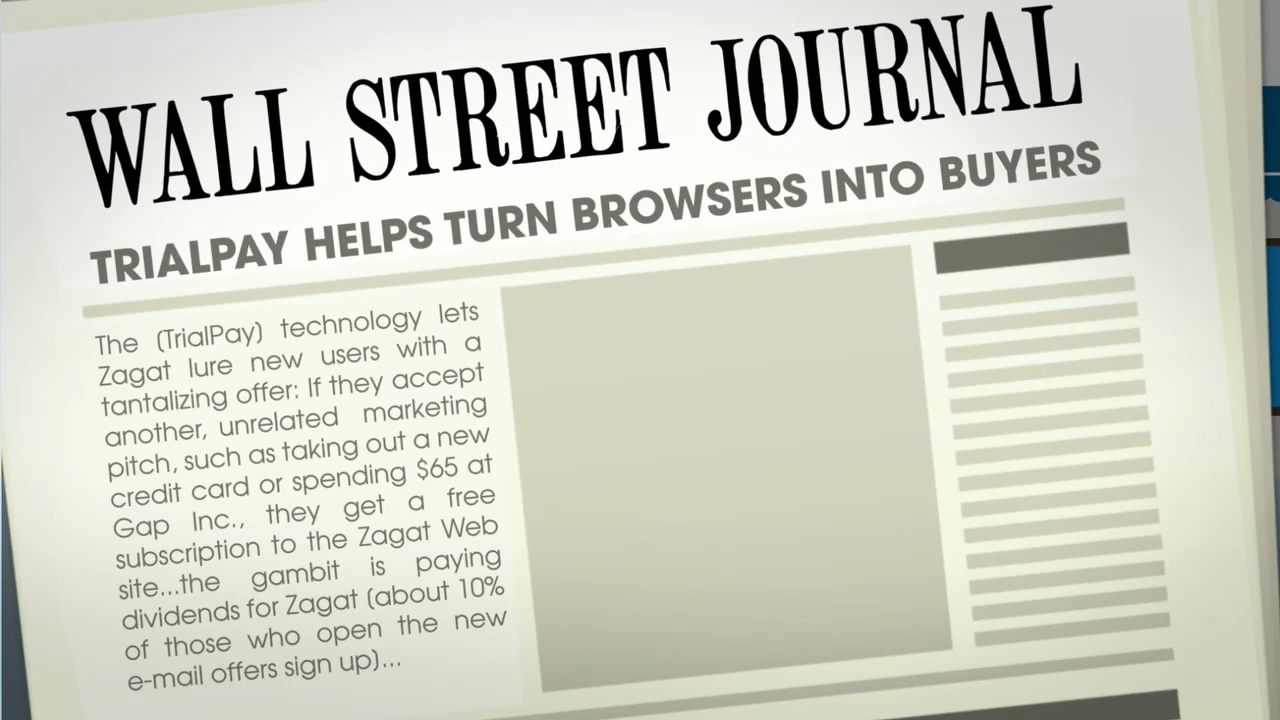 WALL STREET JOURNAL
TRIALPAY HELPS TURN BROWSERS INTO BUYERS
The (TrialPay) technology lets
Zagat lure new users with a
tantalizing offer: If they accept
another, unrelated marketing
pitch, such as taking out a new
credit card or spending $65 at
Gap Inc., they get a free
subscription to the Zagat Web
site...the gambit is paying
dividends for Zagat (about 10%
of those who open the new
e-mail offers sign up)...